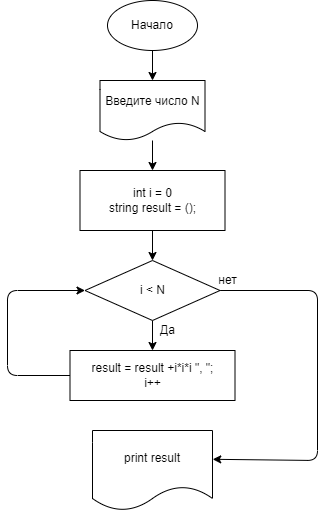 Начало
Введите число N
int i = 0
string result = ();
i < N
нет
Да
result = result +i*i*i ", ";
i++
print result